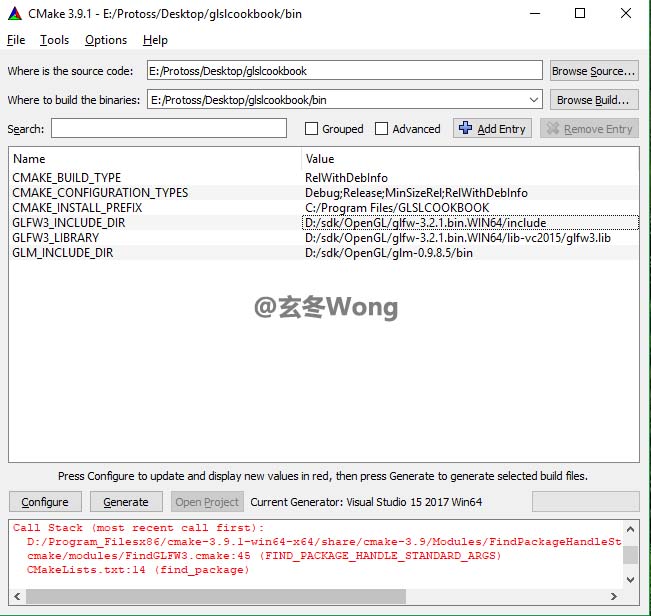 CMake 3.9.1 - E:/Protoss/Desktop/glslcookbook/bin
File Tools Options Help
Where is the source code: E:/Protoss/Desktop/glslcookbook Browse Source...
Where to build the binaries: E:/Protoss/Desktop/glslcookbook/bin Browse Build...
Search: Grouped Advanced Add Entry Remove Entry
Name Value
CMAKE_BUILD_TYPE RelWithDebInfo
CMAKE_CONFIGURATION_TYPES Debug;Release;MinSizeRel;RelWithDebInfo
CMAKE_INSTALL_PREFIX C:/Program Files/GLSLCOOKBOOK
GLFW3_INCLUDE_DIR D:/sdk/OpenGL/glfw-3.2.1.bin.WIN64/include
GLFW3_LIBRARY D:/sdk/OpenGL/glfw-3.2.1.bin.WIN64/lib-vc2015/glfw3.lib
GLM_INCLUDE_DIR D:/sdk/OpenGL/glm-0.9.8.5/bin
@玄冬Wong
Press Configure to update and display new values in red, then press Generate to generate selected build files.
Configure Generate Open Project Current Generator: Visual Studio 15 2017 Win64
Call Stack (most recent call first):
D:/Program_Filesx86/cmake-3.9.1-win64-x64/share/cmake-3.9/Modules/FindPackageHandleSt
cmake/modules/FindGLFW3.cmake:45 (FIND_PACKAGE_HANDLE_STANDARD_ARGS)
CMakeLists.txt:14 (find_package)